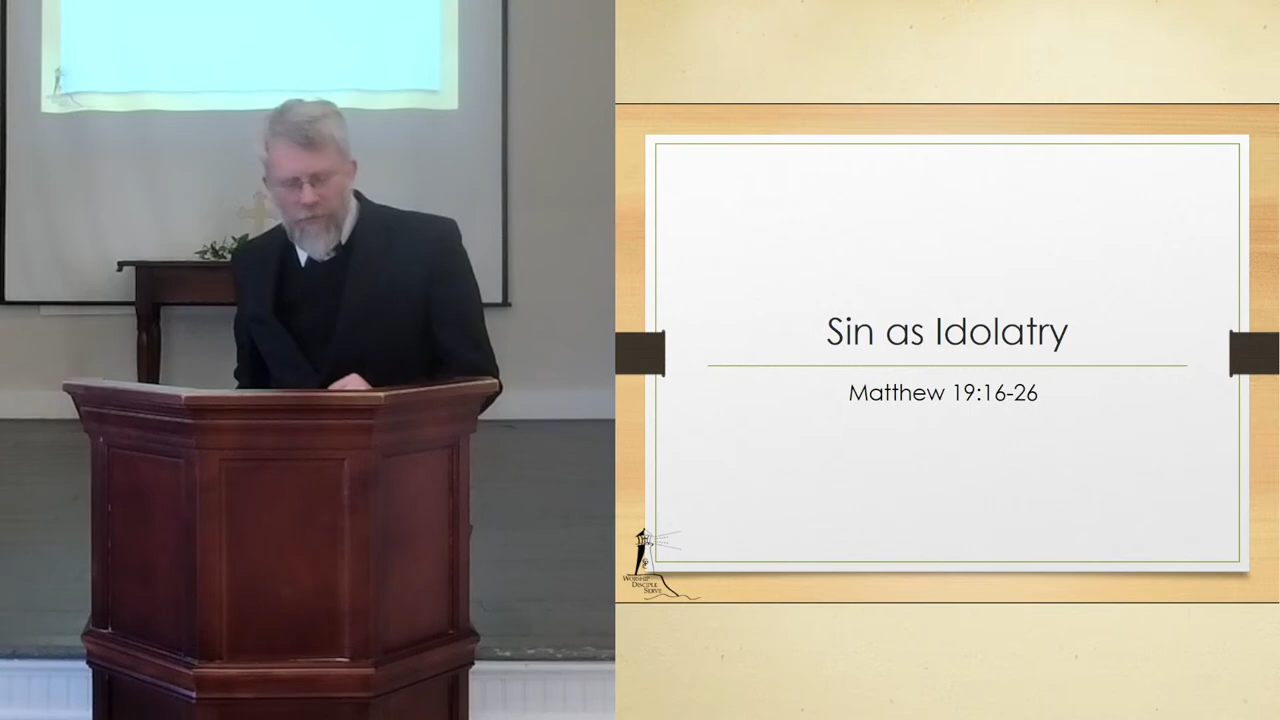 Sin as Idolatry
Matthew 19:16-26
WORSHIP
DISCIPLE
SERVE